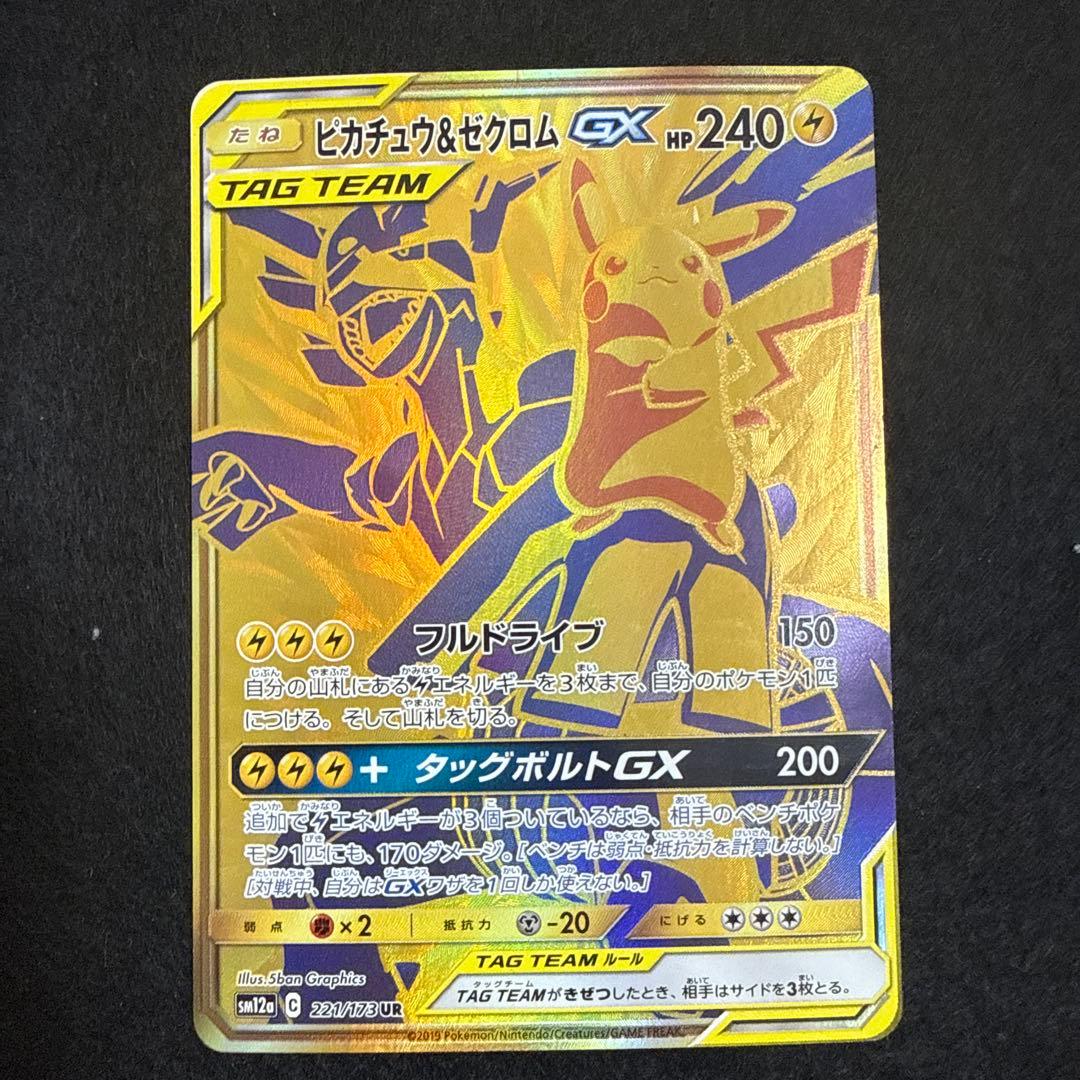 たね ピカチュウ&ゼクロムGX HP240
TAG TEAM
フルドライブ 150
自分の山札にあるエネルギーを3枚まで、自分のポケモン1匹
につける。そして山札を切る。
+ タッグボルトGX 200
追加でエネルギーが3個ついているなら、相手のベンチポケ
モン1匹にも、170ダメージ。[ベンチは弱点・抵抗力を計算しない。]
[対戦中、自分はGXワザを1回しか使えない。]
弱点 ×2 抵抗力 -20 にげる
TAG TEAM ルール
TAG TEAMがきぜつしたとき、相手はサイドを3枚とる。
Illus. 5ban Graphics
sm12a C 221/173 UR
©2019 Pokémon/Nintendo/Creatures/GAME FREAK.